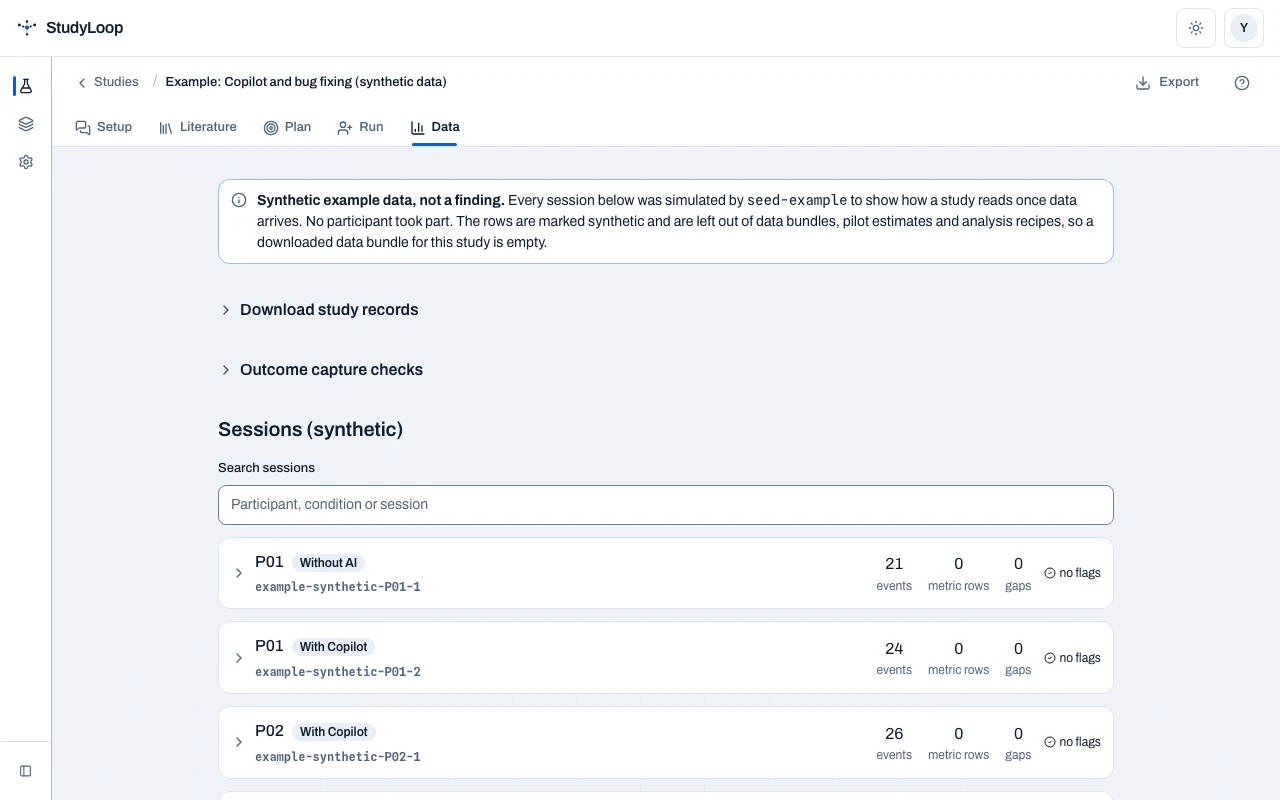 StudyLoop
Y
Studies / Example: Copilot and bug fixing (synthetic data)
Export
Setup
Literature
Plan
Run
Data
Synthetic example data, not a finding. Every session below was simulated by seed-example to show how a study reads once data
arrives. No participant took part. The rows are marked synthetic and are left out of data bundles, pilot estimates and analysis recipes, so a
downloaded data bundle for this study is empty.
Download study records
Outcome capture checks
Sessions (synthetic)
Search sessions
Participant, condition or session
P01 Without AI
example-synthetic-P01-1
21 events
0 metric rows
0 gaps
no flags
P01 With Copilot
example-synthetic-P01-2
24 events
0 metric rows
0 gaps
no flags
P02 With Copilot
example-synthetic-P02-1
26 events
0 metric rows
0 gaps
no flags